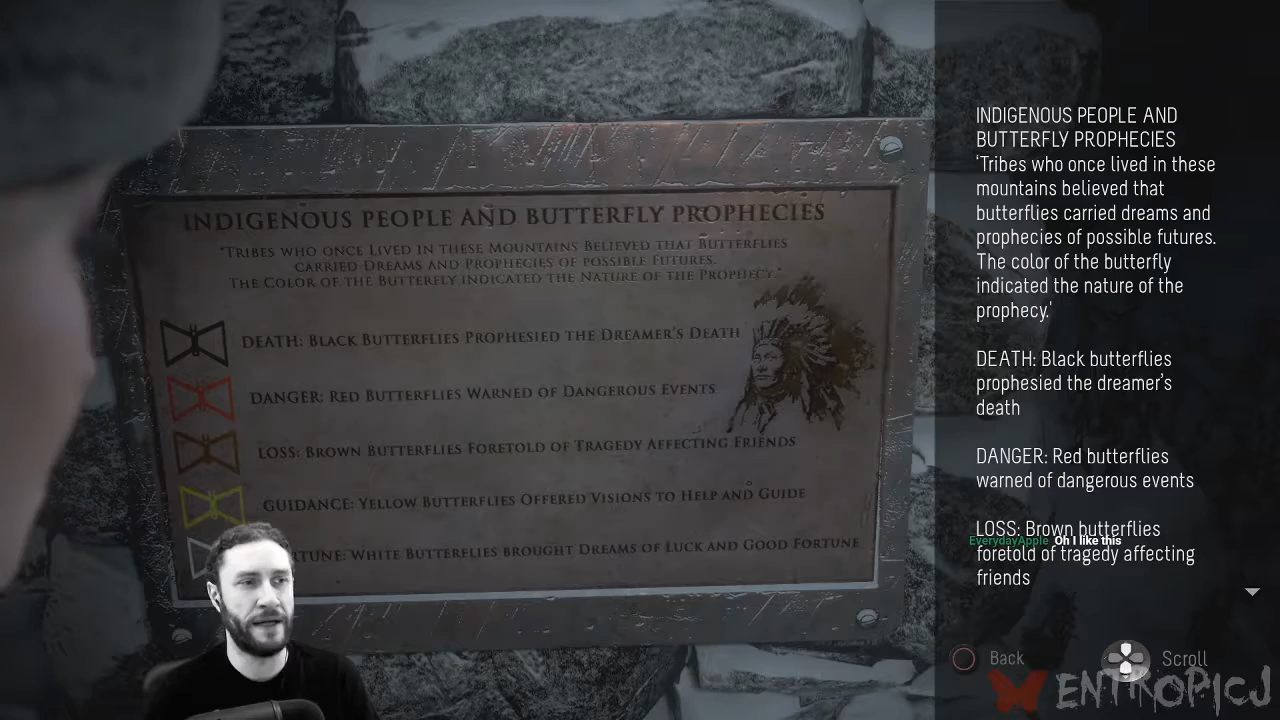 INDIGENOUS PEOPLE AND BUTTERFLY PROPHECIES
"TRIBES WHO ONCE LIVED IN THESE MOUNTAINS BELIEVED THAT BUTTERFLIES
CARRIED DREAMS AND PROPHECIES OF POSSIBLE FUTURES.
THE COLOR OF THE BUTTERFLY INDICATED THE NATURE OF THE PROPHECY."
DEATH: BLACK BUTTERFLIES PROPHESIED THE DREAMER'S DEATH
DANGER: RED BUTTERFLIES WARNED OF DANGEROUS EVENTS
LOSS: BROWN BUTTERFLIES FORETOLD OF TRAGEDY AFFECTING FRIENDS
GUIDANCE: YELLOW BUTTERFLIES OFFERED VISIONS TO HELP AND GUIDE
RTUNE: WHITE BUTTERFLIES BROUGHT DREAMS OF LUCK AND GOOD FORTUNE
INDIGENOUS PEOPLE AND
BUTTERFLY PROPHECIES
'Tribes who once lived in these
mountains believed that
butterflies carried dreams and
prophecies of possible futures.
The color of the butterfly
indicated the nature of the
prophecy.'
DEATH: Black butterflies
prophesied the dreamer's
death
DANGER: Red butterflies
warned of dangerous events
LOSS: Brown butterflies
EverydayApple Oh I like this
foretold of tragedy affecting
friends
Back
Scroll
ENTROPICJ